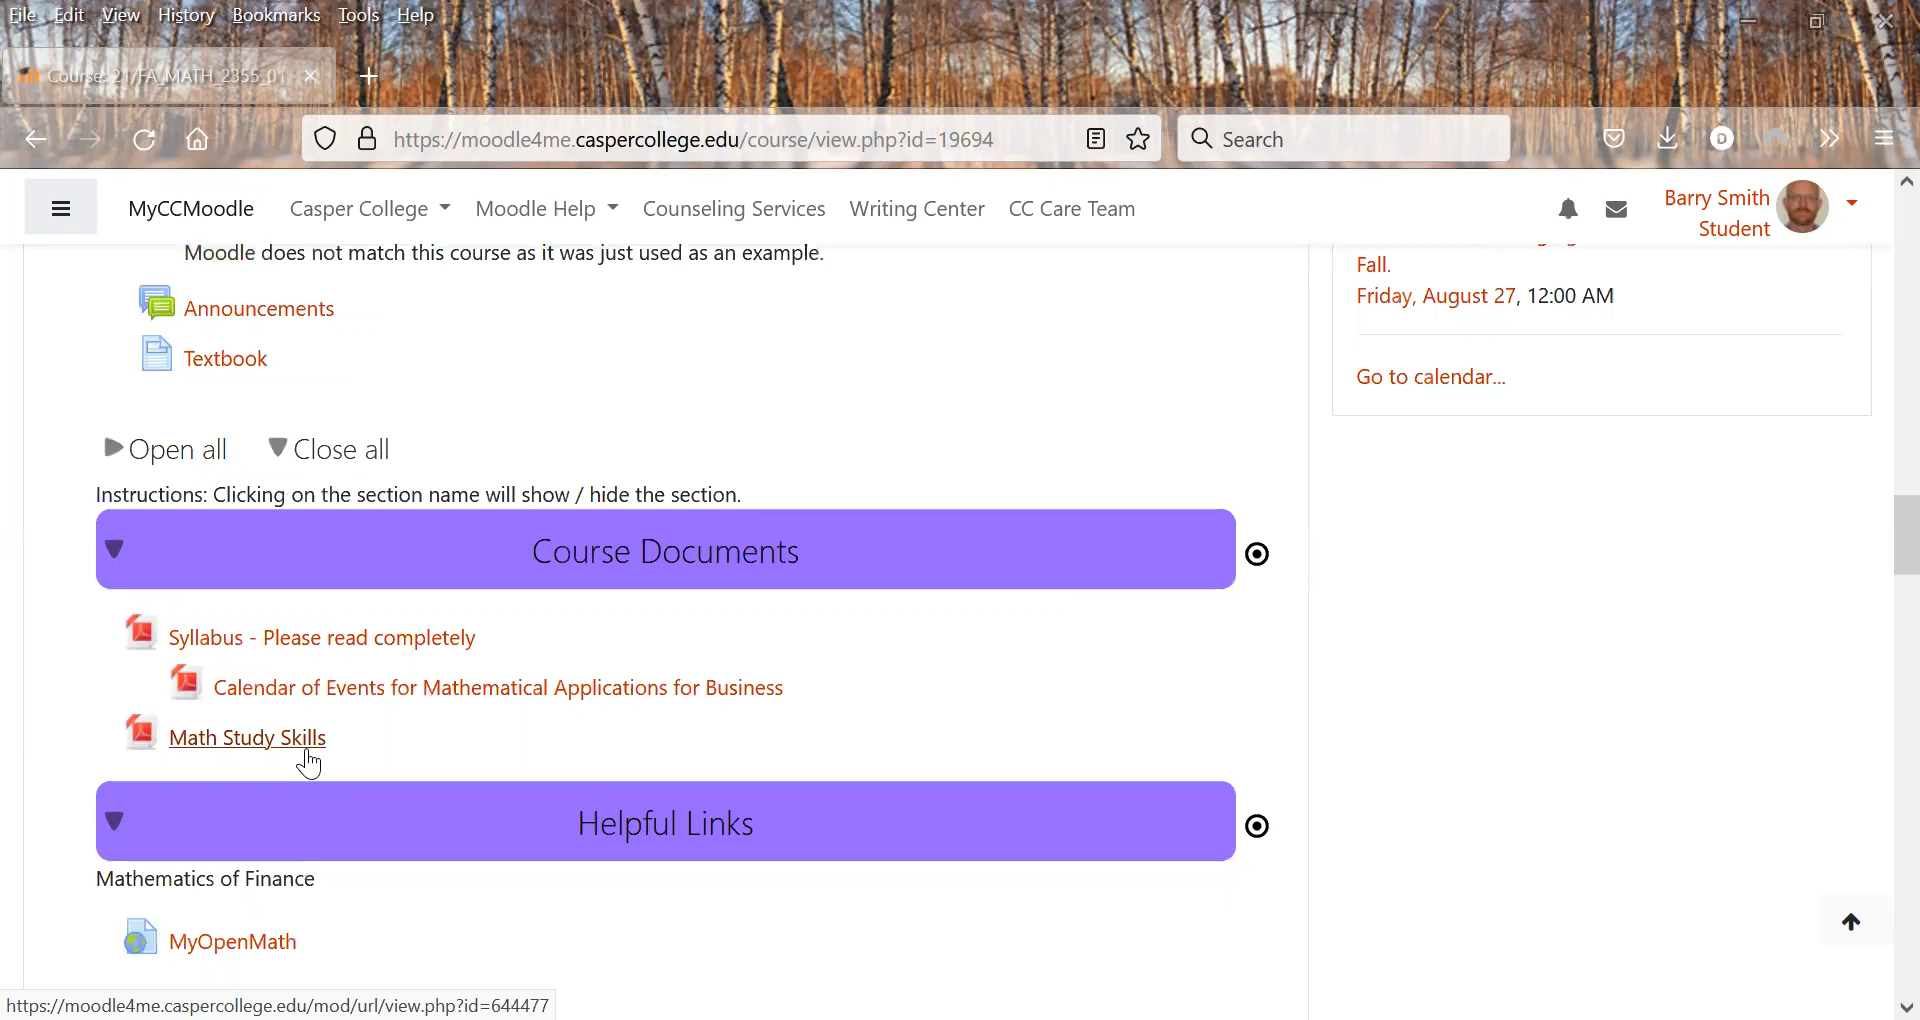 File Edit View History Bookmarks Tools Help
Course: 21/FA_MATH_2355_01
https://moodle4me.caspercollege.edu/course/view.php?id=19694
Search
D
MyCCMoodle Casper College Moodle Help Counseling Services Writing Center CC Care Team
Barry Smith
Student
Moodle does not match this course as it was just used as an example.
Announcements
Textbook
Fall.
Friday, August 27, 12:00 AM
Go to calendar...
Open all Close all
Instructions: Clicking on the section name will show / hide the section.
Course Documents
Syllabus - Please read completely
Calendar of Events for Mathematical Applications for Business
Math Study Skills
Helpful Links
Mathematics of Finance
MyOpenMath
https://moodle4me.caspercollege.edu/mod/url/view.php?id=644477